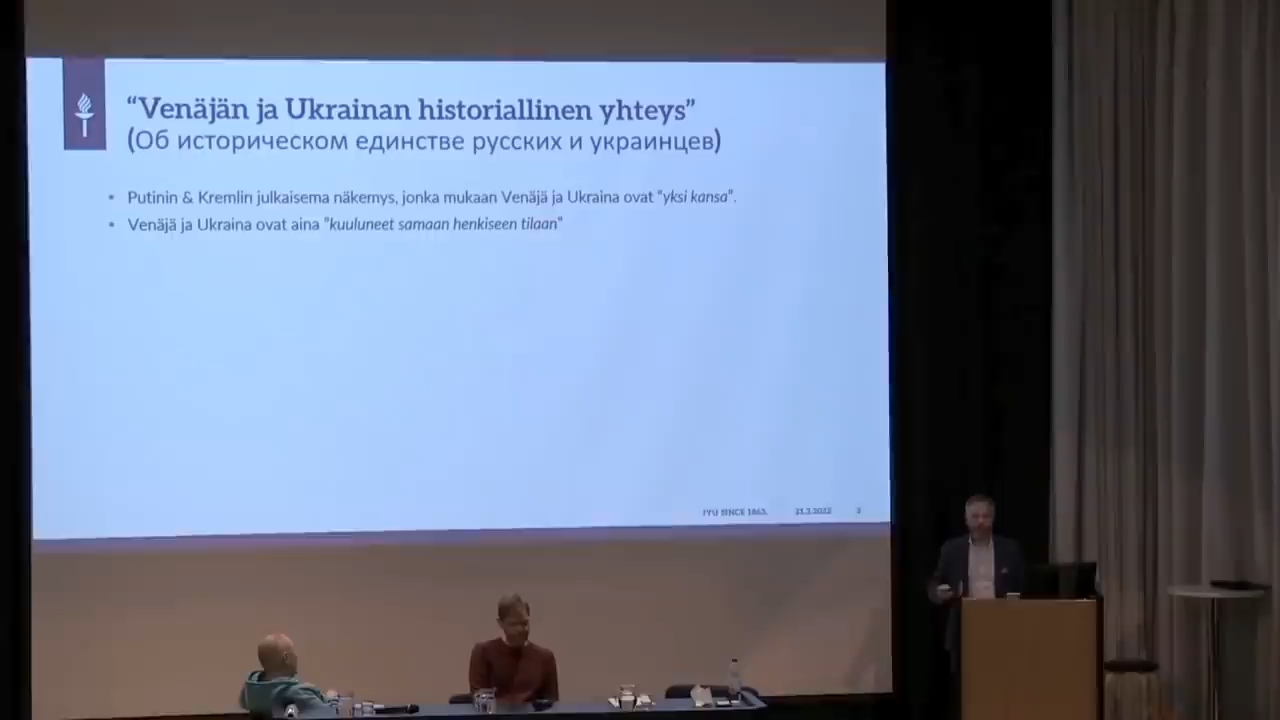 “Venäjän ja Ukrainan historiallinen yhteys”
(Об историческом единстве русских и украинцев)
• Putinin & Kremlin julkaisema näkemys, jonka mukaan Venäjä ja Ukraina ovat “yksi kansa”.
• Venäjä ja Ukraina ovat aina “kuuluneet samaan henkiseen tilaan”
JYU SINCE 1863. 21.3.2022